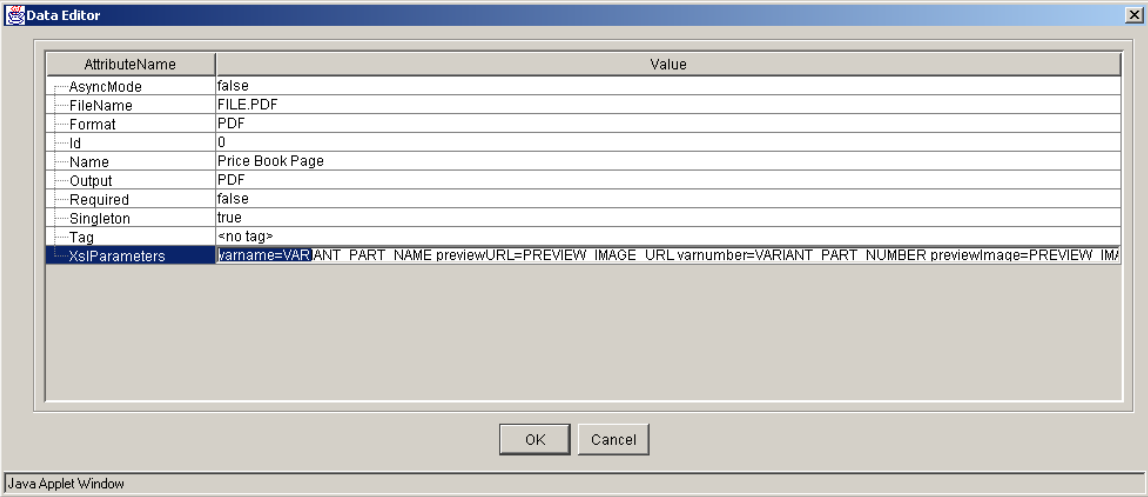 Data Editor
AttributeName Value
AsyncMode false
FileName FILE.PDF
Format PDF
Id 0
Name Price Book Page
Output PDF
Required false
Singleton true
Tag <no tag>
XslParameters varname=VARIANT_PART_NAME previewURL=PREVIEW_IMAGE_URL varnumber=VARIANT_PART_NUMBER previewImage=PREVIEW_IMA
OK Cancel
Java Applet Window